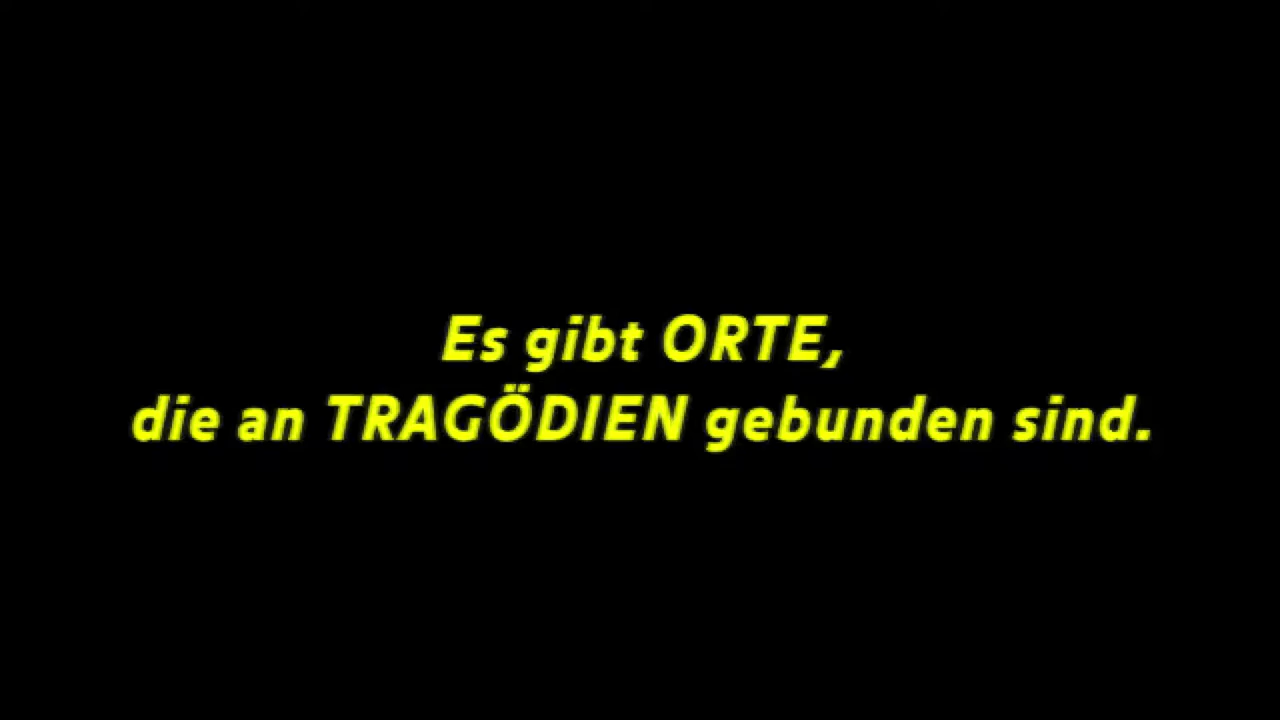 Es gibt ORTE,
die an TRAGÖDIEN gebunden sind.